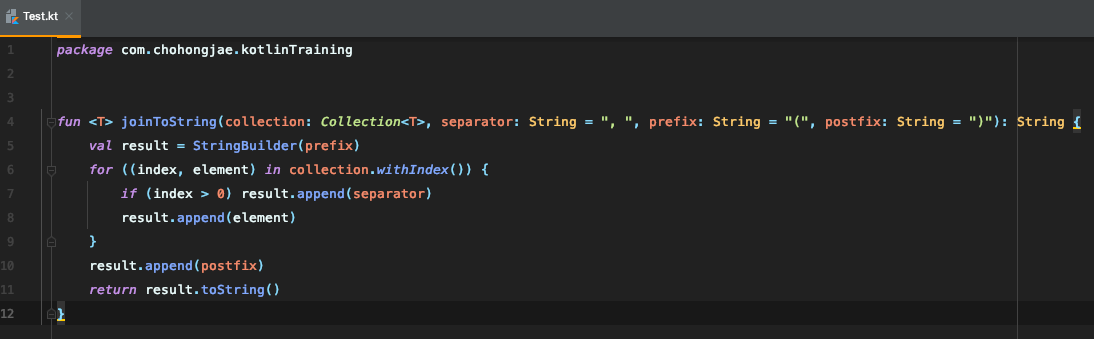 Test.kt
1 package com.chohongjae.kotlinTraining
2
3
4 fun <T> joinToString(collection: Collection<T>, separator: String = ", ", prefix: String = "(", postfix: String = ")"): String {
5     val result = StringBuilder(prefix)
6     for ((index, element) in collection.withIndex()) {
7         if (index > 0) result.append(separator)
8         result.append(element)
9     }
10     result.append(postfix)
11     return result.toString()
12 }